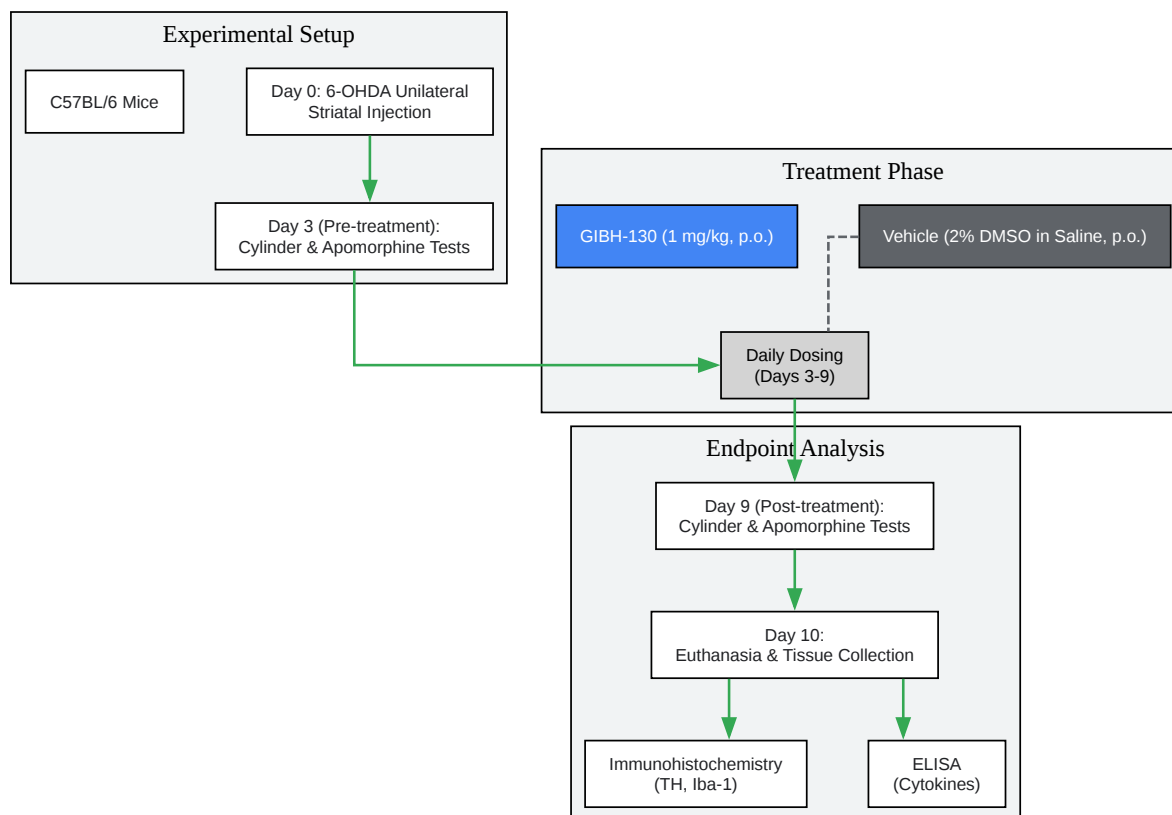 Experimental Setup
C57BL/6 Mice
Day 0: 6-OHDA Unilateral
Striatal Injection
Day 3 (Pre-treatment):
Cylinder & Apomorphine Tests
Treatment Phase
GIBH-130 (1 mg/kg, p.o.)
Vehicle (2% DMSO in Saline, p.o.)
Daily Dosing
(Days 3-9)
Endpoint Analysis
Day 9 (Post-treatment):
Cylinder & Apomorphine Tests
Day 10:
Euthanasia & Tissue Collection
Immunohistochemistry
(TH, Iba-1)
ELISA
(Cytokines)